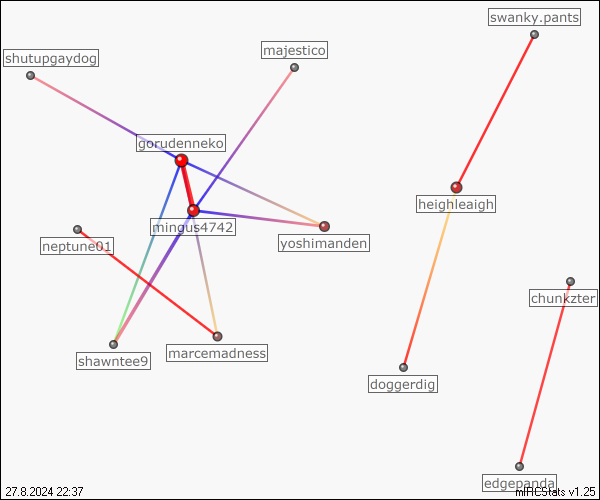 swanky.pants
majestico
shutupgaydog
gorudenneko
heighleaigh
mingus4742
yoshimanden
neptune01
chunkzter
marcemadness
shawntee9
doggerdig
edgepanda
27.8.2024 22:37
mIRCStats v1.25